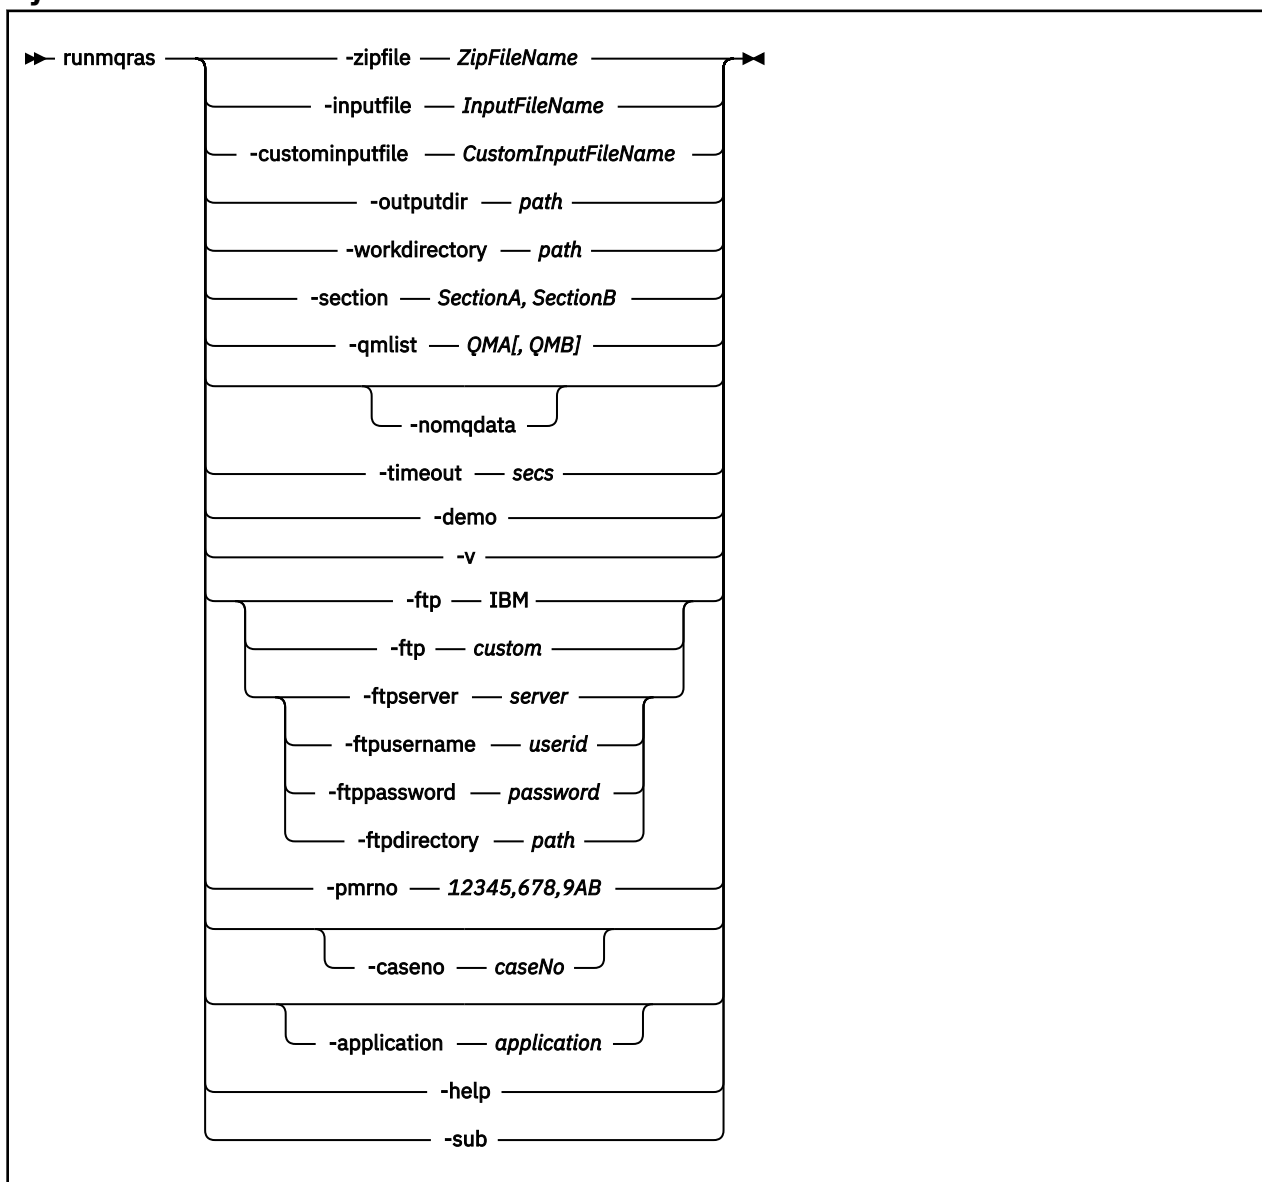 runmqras -zipfile ZipFileName
-inputfile InputFileName
-custominputfile CustomInputFileName
-outputdir path
-workdirectory path
-section SectionA, SectionB
-qmlist QMA[, QMB]
-nomqdata
-timeout secs
-demo
-v
-ftp IBM
-ftp custom
-ftpserver server
-ftpusername userid
-ftppassword password
-ftpdirectory path
-pmrno 12345,678,9AB
-caseno caseNo
-application application
-help
-sub